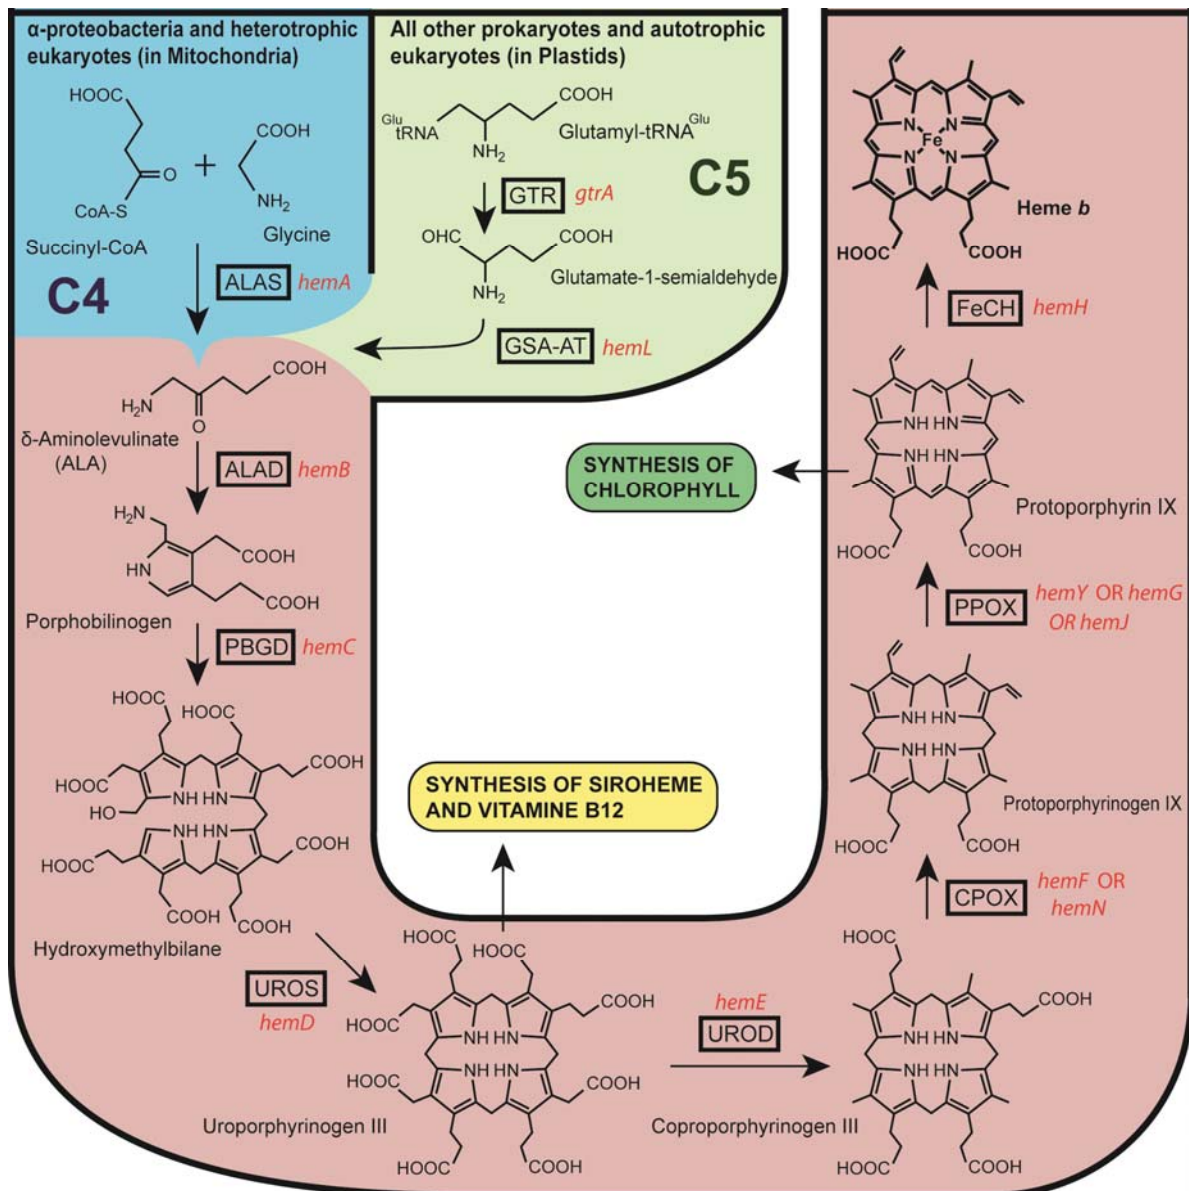 α-proteobacteria and heterotrophic
eukaryotes (in Mitochondria)
HOOC
COOH
O
+
NH2
CoA-S
Succinyl-CoA
Glycine
C4
ALAS hemA
All other prokaryotes and autotrophic
eukaryotes (in Plastids)
COOH
Glu
tRNA
NH2
Glutamyl-tRNAGlu
C5
GTR gtrA
OHC
COOH
NH2
Glutamate-1-semialdehyde
GSA-AT hemL
COOH
H2N
O
δ-Aminolevulinate
(ALA)
ALAD hemB
H2N
COOH
HN
COOH
Porphobilinogen
PBGD hemC
HOOC
HOOC
COOH
HOOC
NH HN
HO
NH HN
COOH
HOOC
COOH
COOH
Hydroxymethylbilane
UROS
hemD
SYNTHESIS OF SIROHEME
AND VITAMINE B12
HOOC
HOOC
COOH
HOOC
NH HN
NH HN
HOOC
COOH
HOOC
COOH
Uroporphyrinogen III
hemE
UROD
HOOC
COOH
NH HN
NH HN
HOOC
COOH
Coproporphyrinogen III
CPOX
hemF OR
hemN
NH HN
NH HN
HOOC
COOH
Protoporphyrinogen IX
PPOX
hemY OR hemG
OR hemJ
NH HN
NH HN
HOOC
COOH
Protoporphyrin IX
SYNTHESIS OF
CHLOROPHYLL
FeCH hemH
N N
Fe
N N
HOOC
COOH
Heme b